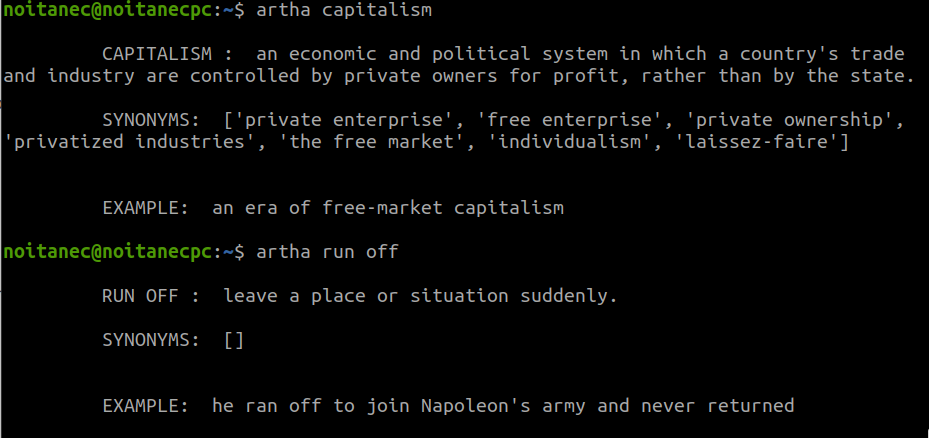 noitanec@noitanecpc:~$ artha capitalism
CAPITALISM :  an economic and political system in which a country's trade
and industry are controlled by private owners for profit, rather than by the state.
SYNONYMS:  ['private enterprise', 'free enterprise', 'private ownership',
'privatized industries', 'the free market', 'individualism', 'laissez-faire']
EXAMPLE:  an era of free-market capitalism
noitanec@noitanecpc:~$ artha run off
RUN OFF :  leave a place or situation suddenly.
SYNONYMS:  []
EXAMPLE:  he ran off to join Napoleon's army and never returned